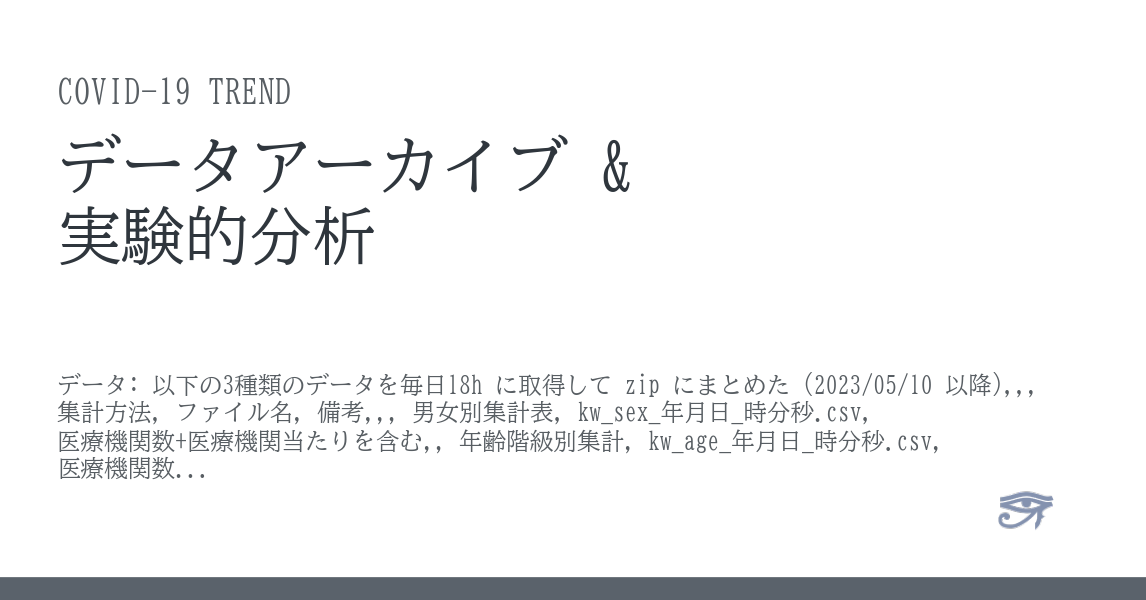 COVID-19 TREND
データアーカイブ &
実験的分析
データ: 以下の3種類のデータを毎日18h に取得して zip にまとめた (2023/05/10 以降),,,
集計方法, ファイル名, 備考,,, 男女別集計表, kw_sex_年月日_時分秒.csv,
医療機関数+医療機関当たりを含む,, 年齢階級別集計, kw_age_年月日_時分秒.csv,
医療機関数...